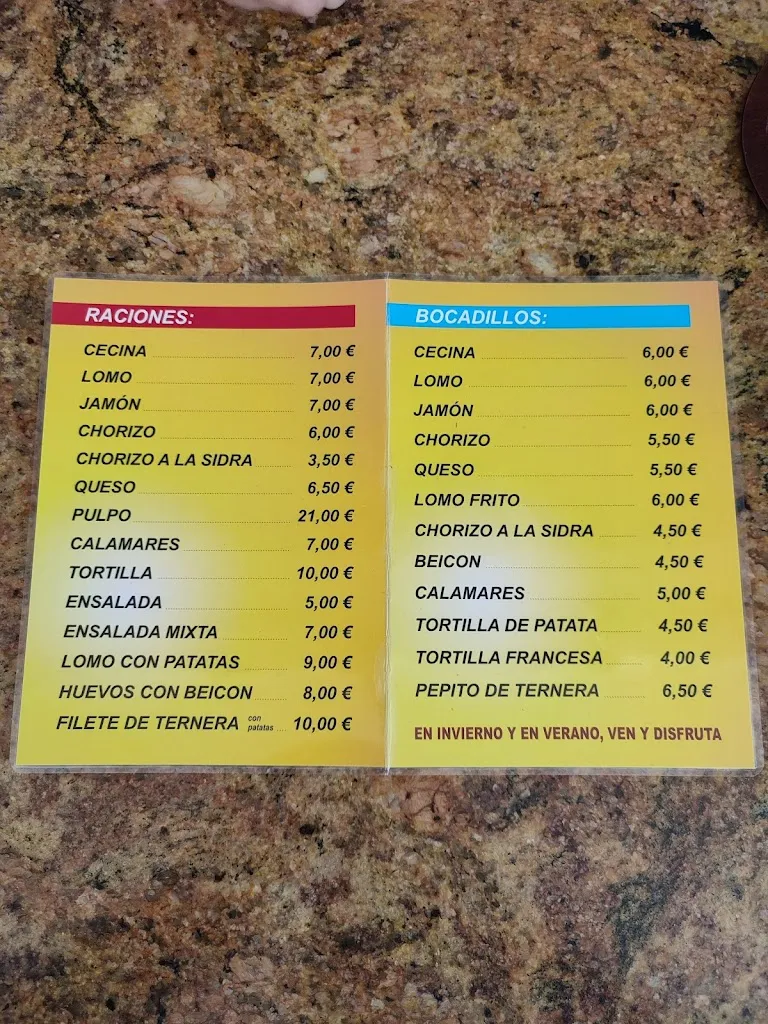 RACIONES:
CECINA 7,00 €
LOMO 7,00 €
JAMÓN 7,00 €
CHORIZO 6,00 €
CHORIZO A LA SIDRA 3,50 €
QUESO 6,50 €
PULPO 21,00 €
CALAMARES 7,00 €
TORTILLA 10,00 €
ENSALADA 5,00 €
ENSALADA MIXTA 7,00 €
LOMO CON PATATAS 9,00 €
HUEVOS CON BEICON 8,00 €
FILETE DE TERNERA con patatas 10,00 €
BOCADILLOS:
CECINA 6,00 €
LOMO 6,00 €
JAMÓN 6,00 €
CHORIZO 5,50 €
QUESO 5,50 €
LOMO FRITO 6,00 €
CHORIZO A LA SIDRA 4,50 €
BEICON 4,50 €
CALAMARES 5,00 €
TORTILLA DE PATATA 4,50 €
TORTILLA FRANCESA 4,00 €
PEPITO DE TERNERA 6,50 €
EN INVIERNO Y EN VERANO, VEN Y DISFRUTA